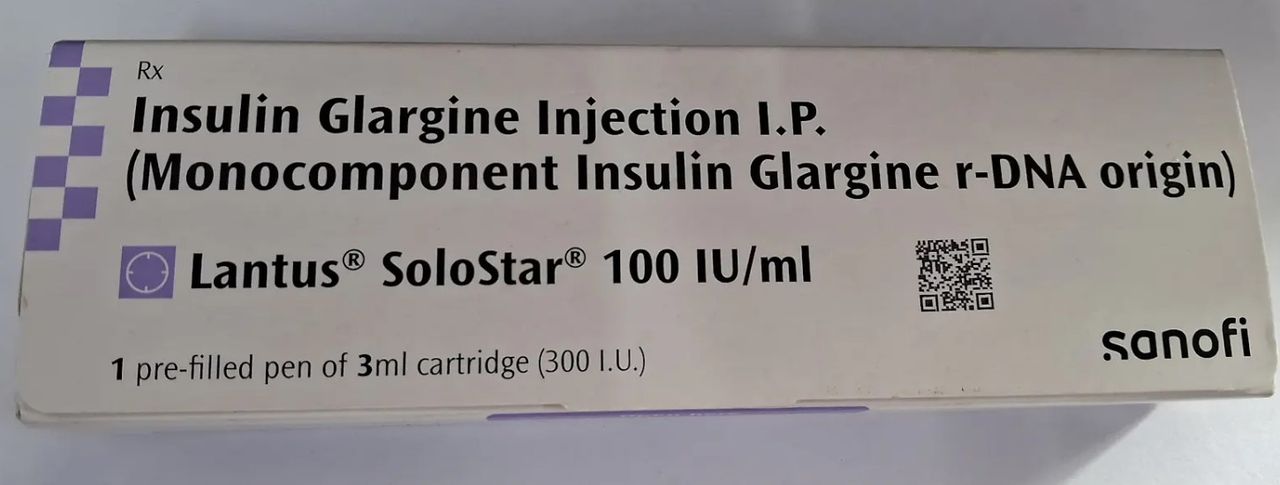 Rx
Insulin Glargine Injection I.P.
(Monocomponent Insulin Glargine r-DNA origin)
Lantus® SoloStar® 100 IU/ml
sanofi
1 pre-filled pen of 3ml cartridge (300 I.U.)